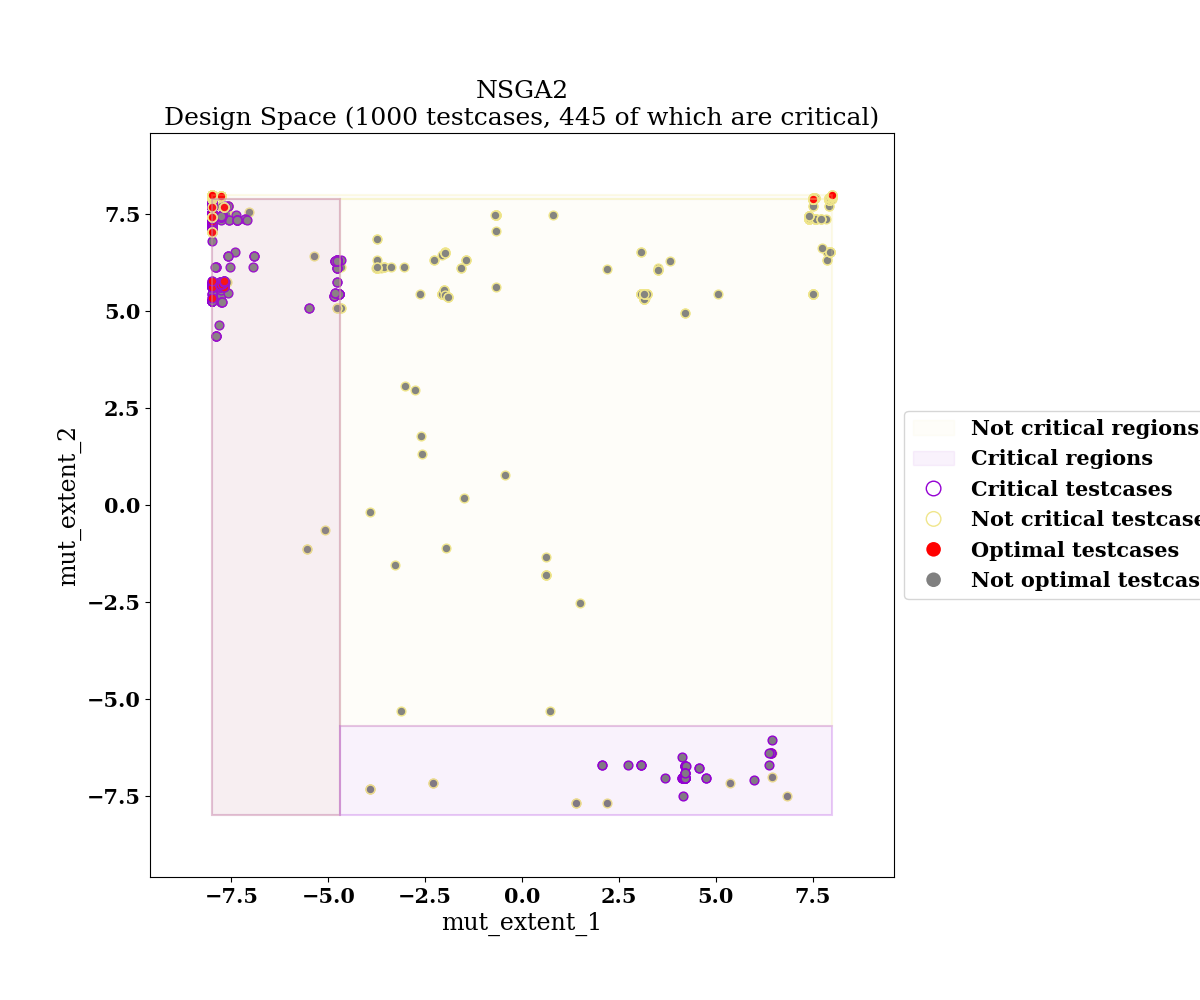 NSGA2
Design Space (1000 testcases, 445 of which are critical)
7.5
5.0
2.5
0.0
−2.5
−5.0
−7.5
mut_extent_2
−7.5
−5.0
−2.5
0.0
2.5
5.0
7.5
mut_extent_1
Not critical regions
Critical regions
Critical testcases
Not critical testcase
Optimal testcases
Not optimal testcas